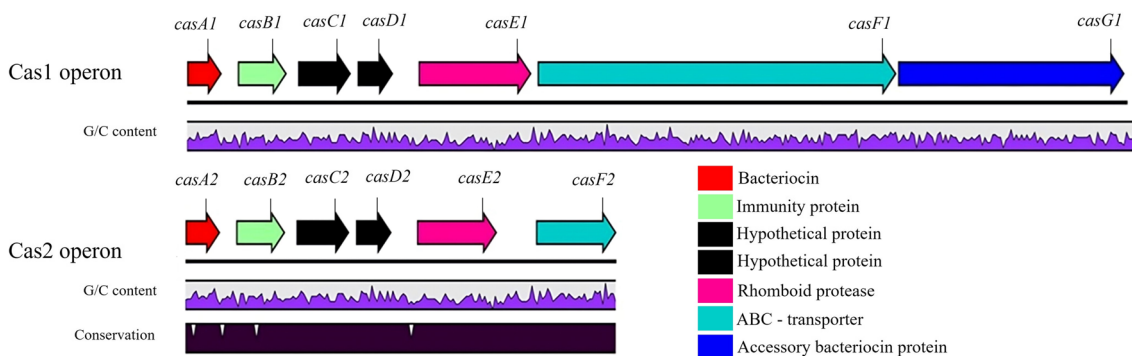 casA1 casB1 casC1 casD1 casE1 casF1 casG1
Cas1 operon
G/C content
casA2 casB2 casC2 casD2 casE2 casF2
Cas2 operon
G/C content
Conservation
Bacteriocin
Immunity protein
Hypothetical protein
Hypothetical protein
Rhomboid protease
ABC - transporter
Accessory bacteriocin protein